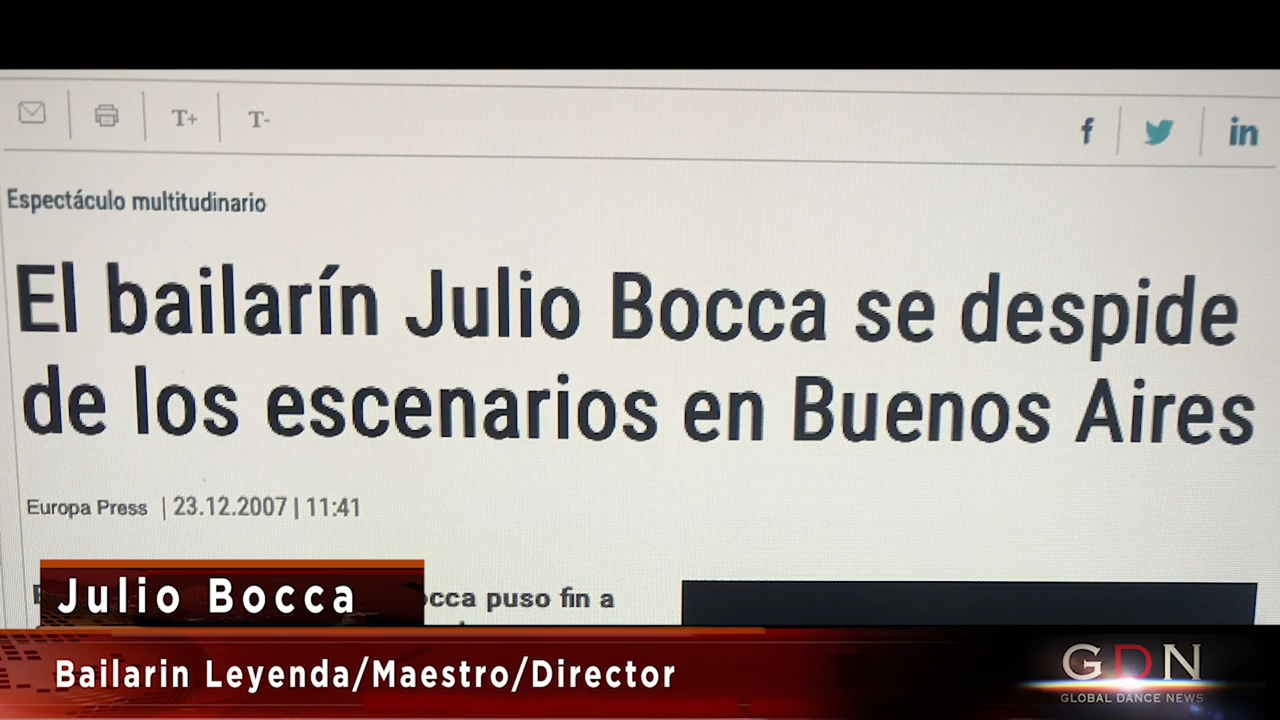 T+ T-
f in
Espectáculo multitudinario
El bailarín Julio Bocca se despide
de los escenarios en Buenos Aires
Europa Press | 23.12.2007 | 11:41
occa puso fin a
Julio Bocca
Bailarin Leyenda/Maestro/Director
GDN
GLOBAL DANCE NEWS